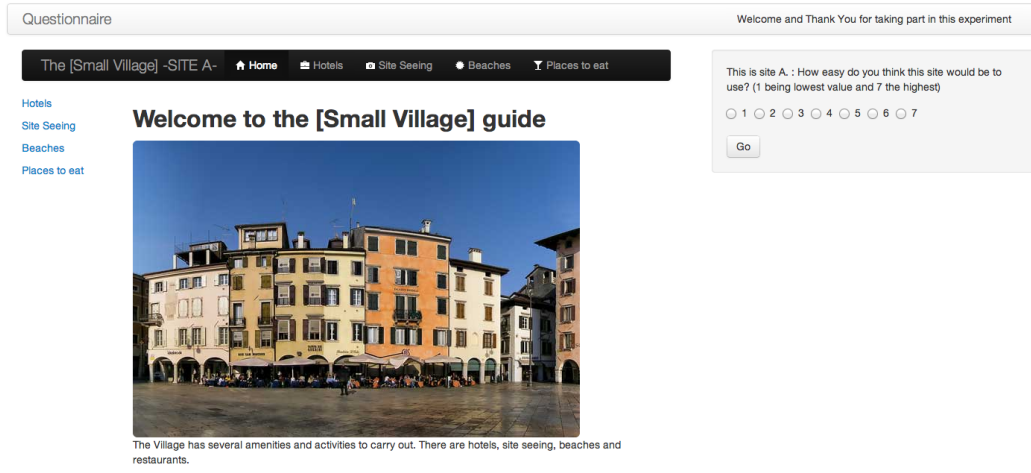 Questionnaire
Welcome and Thank You for taking part in this experiment
The [Small Village] -SITE A-
Home
Hotels
Site Seeing
Beaches
Places to eat
Hotels
Site Seeing
Beaches
Places to eat
Welcome to the [Small Village] guide
The Village has several amenities and activities to carry out. There are hotels, site seeing, beaches and
restaurants.
This is site A. : How easy do you think this site would be to
use? (1 being lowest value and 7 the highest)
1 2 3 4 5 6 7
Go